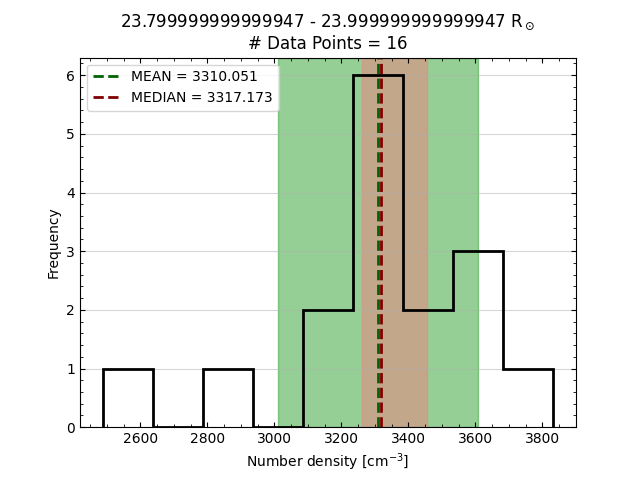 23.799999999999947 - 23.999999999999947 R⊙
# Data Points = 16
MEAN = 3310.051
MEDIAN = 3317.173
Frequency
6
5
4
3
2
1
0
2600 2800 3000 3200 3400 3600 3800
Number density [cm⁻³]